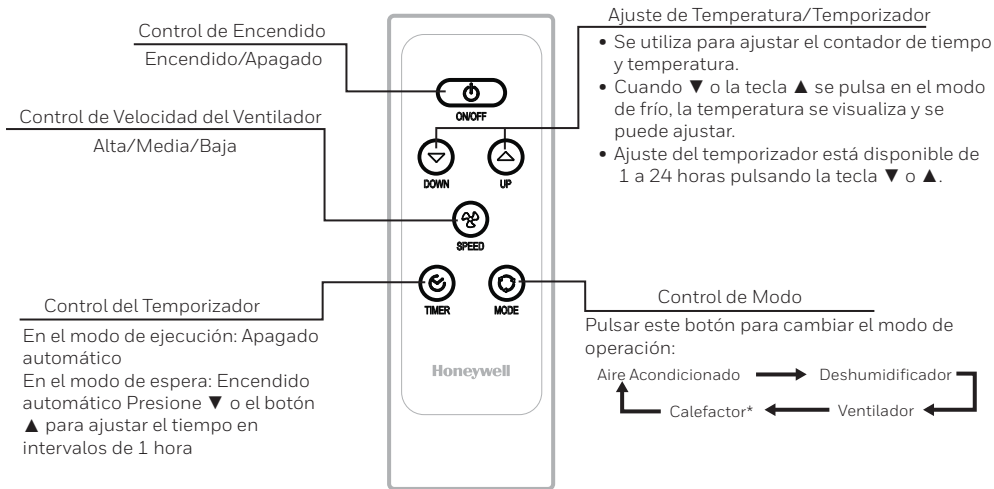 Control de Encendido
Encendido/Apagado
Control de Velocidad del Ventilador
Alta/Media/Baja
Control del Temporizador
En el modo de ejecución: Apagado
automático
En el modo de espera: Encendido
automático Presione ▼ o el botón
▲ para ajustar el tiempo en
intervalos de 1 hora
ON/OFF
DOWN UP
SPEED
TIMER MODE
Honeywell
Ajuste de Temperatura/Temporizador
• Se utiliza para ajustar el contador de tiempo
y temperatura.
• Cuando ▼ o la tecla ▲ se pulsa en el modo
de frío, la temperatura se visualiza y se
puede ajustar.
• Ajuste del temporizador está disponible de
1 a 24 horas pulsando la tecla ▼ o ▲.
Control de Modo
Pulsar este botón para cambiar el modo de
operación:
Aire Acondicionado Deshumidificador
Calefactor* Ventilador